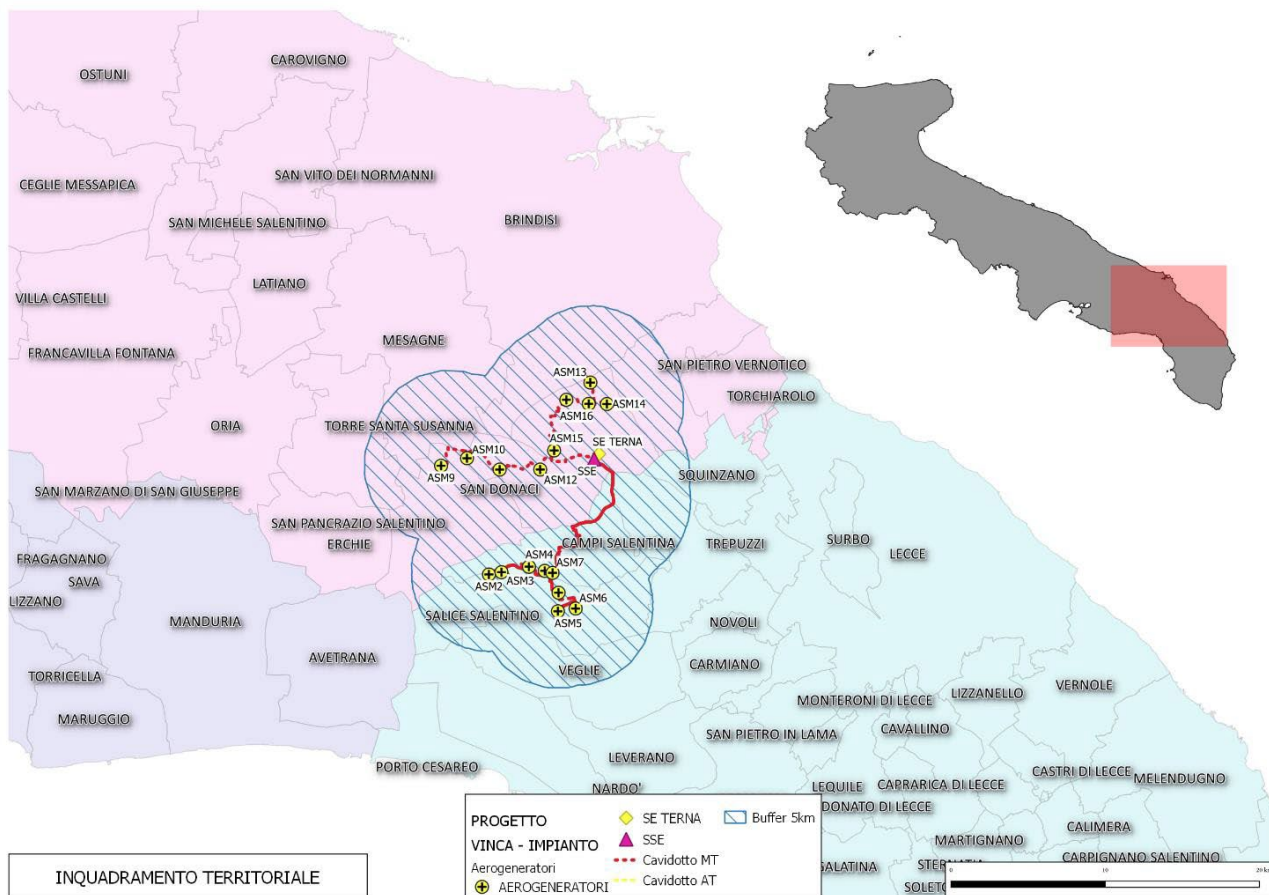 CAROVIGNO
OSTUNI
CEGLIE MESSAPICA
SAN VITO DEI NORMANNI
SAN MICHELE SALENTINO
BRINDISI
LATIANO
VILLA CASTELLI
MESAGNE
FRANCAVILLA FONTANA
SAN PIETRO VERNOTICO
ASM13
TORCHIAROLO
ASM14
ASM16
ORIA
TORRE SANTA SUSANNA
ASM15
SE TERNA
ASM10
ASM9
ASM12
SSE
SQUINZANO
SAN DONACI
SAN MARZANO DI SAN GIUSEPPE
SAN PANCRAZIO SALENTINO
ERCHIE
CAMPI SALENTINA
TREPUZZI
SURBO
LECCE
FRAGAGNANO
SAVA
LIZZANO
ASM4
ASM7
ASM2
ASM3
ASM6
ASM5
SALICE SALENTINO
MANDURIA
NOVOLI
AVETRANA
VEGLIE
CARMIANO
TORRICELLA
MARUGGIO
MONTERONI DI LECCE
LIZZANELLO
VERNOLE
SAN PIETRO IN LAMA
CAVALLINO
LEVERANO
PORTO CESAREO
NARDO'
LEQUILE
CAPRARICA DI LECCE
CASTRI DI LECCE
MELENDUGNO
DONATO DI LECCE
MARTIGNANO
CALIMERA
CARPIGNANO SALENTINO
PROGETTO
VINCA - IMPIANTO
Aerogeneratori
AEROGENERATORI
SE TERNA
SSE
Cavidotto MT
Cavidotto AT
Buffer 5km
INQUADRAMENTO TERRITORIALE
0
10